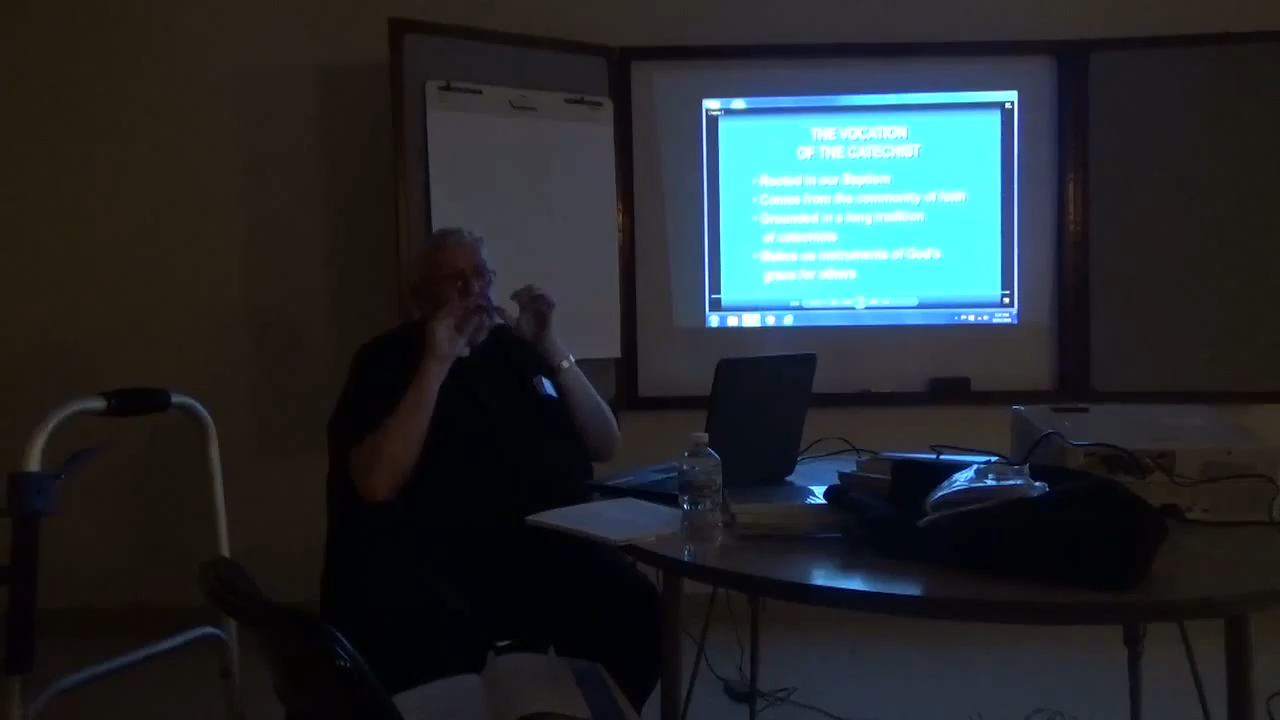 THE VOCATION
OF THE CATECHIST
• Rooted in our Baptism
• Comes from the community of faith
• Grounded in a long tradition
of catechists
• Makes us instruments of God's
grace for others